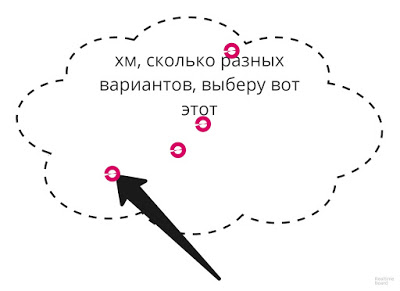 хм, сколько разных
вариантов, выберу вот
этот